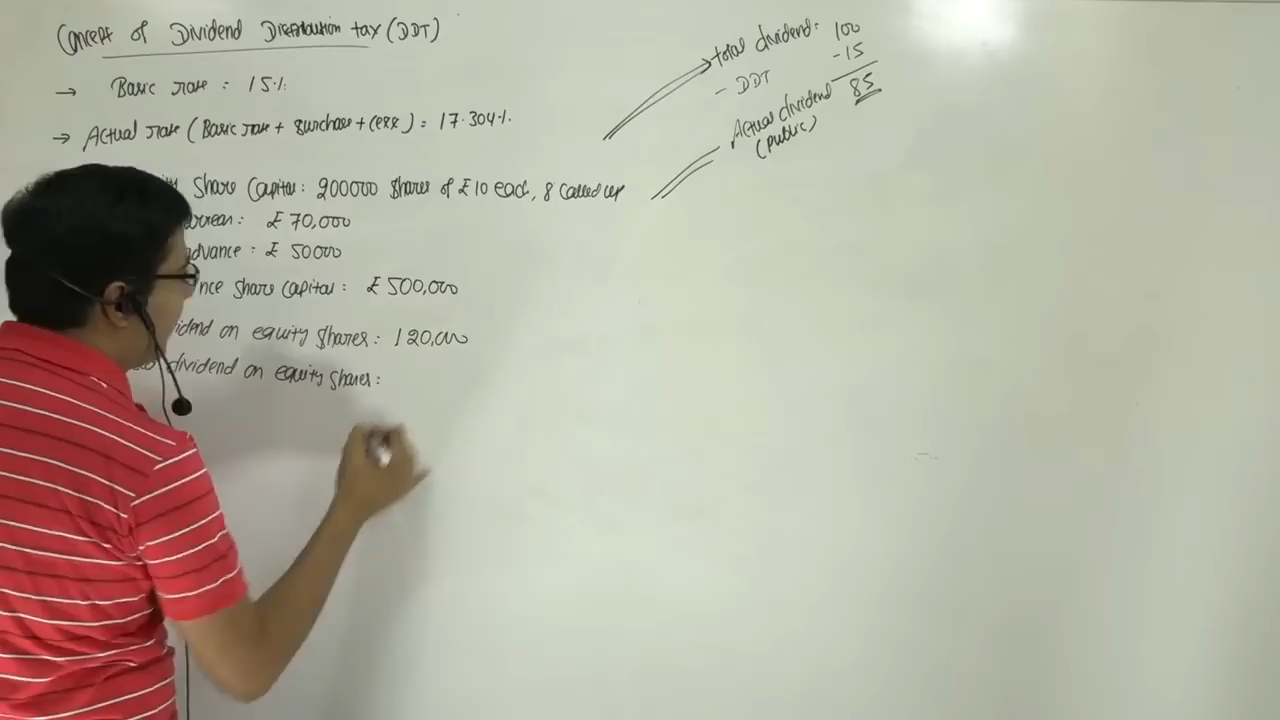 Concept of Dividend Distribution tax (DDT)
→ Basic rate : 15%
→ Actual rate (Basic rate + surcharge + cess) = 17.304%
Share Capital: 200000 shares of £10 each, 8 called up
rrear: £ 70,000
dvance : £ 50000
nce share Capital: £ 500,000
idend on equity shares: 120,000
dividend on equity shares:
total dividend: 100
- DDT -15
Actual dividend 85
(public)